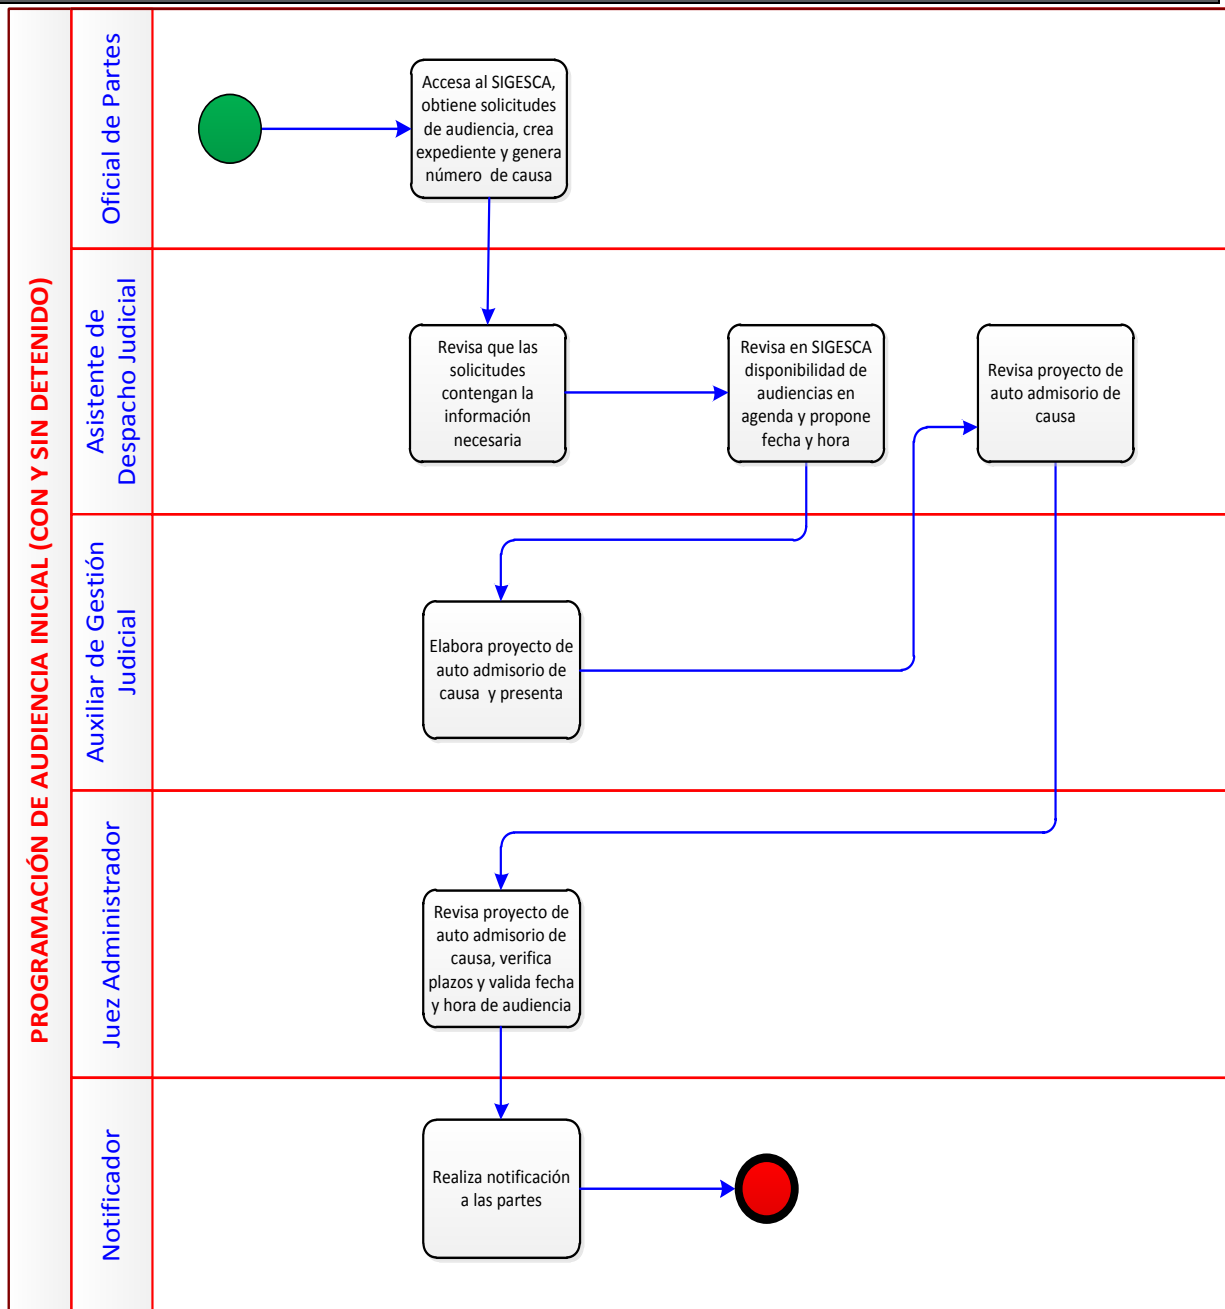 PROGRAMACIÓN DE AUDIENCIA INICIAL (CON Y SIN DETENIDO)
Oficial de Partes
Accesa al SIGESCA,
obtiene solicitudes
de audiencia, crea
expediente y genera
número de causa
Asistente de
Despacho Judicial
Revisa que las
solicitudes
contengan la
información
necesaria
Revisa en SIGESCA
disponibilidad de
audiencias en
agenda y propone
fecha y hora
Revisa proyecto de
auto admisorio de
causa
Auxiliar de Gestión
Judicial
Elabora proyecto de
auto admisorio de
causa y presenta
Juez Administrador
Revisa proyecto de
auto admisorio de
causa, verifica
plazos y valida fecha
y hora de audiencia
Notificador
Realiza notificación
a las partes